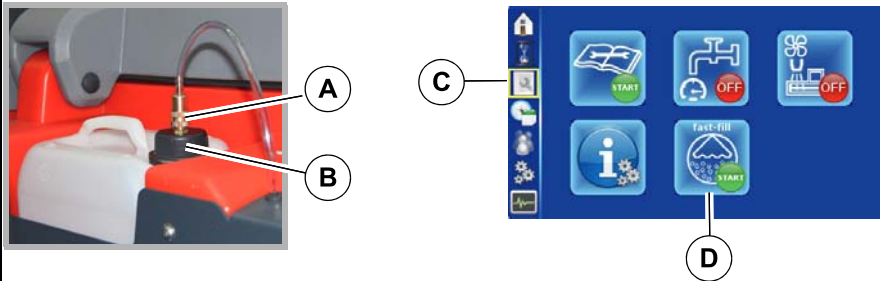 A
B
C
START
OFF
OFF
fast-fill
START
D